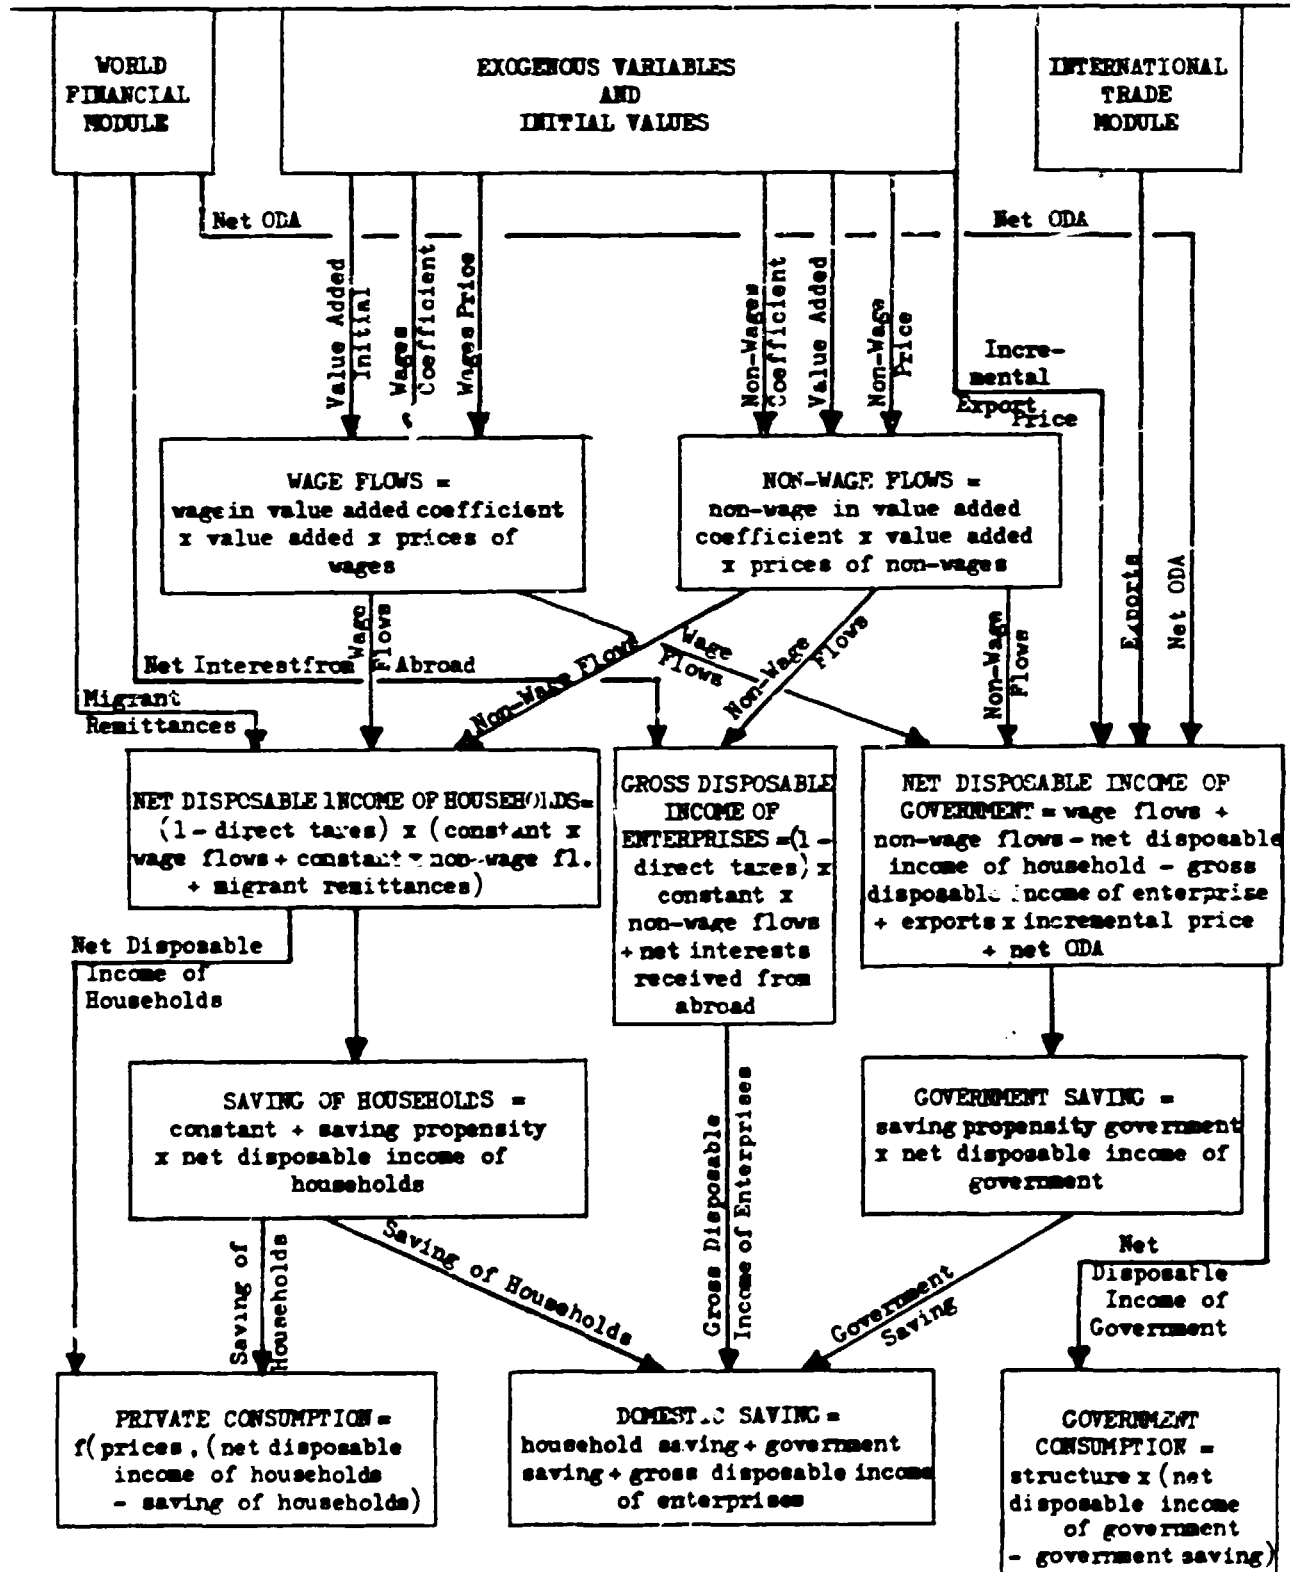 WORLD
FINANCIAL
MODULE
EXOGENOUS VARIABLES
AND
INITIAL VALUES
INTERNATIONAL
TRADE
MODULE
Net ODA
Net ODA
Value Added
Initial
Wages
Coefficient
Wages Price
Non-Wages
Coefficient
Value Added
Non-Wage
Price
Incre-
mental
Export
Price
WAGE FLOWS =
wage in value added coefficient
x value added x prices of
wages
NON-WAGE FLOWS =
non-wage in value added
coefficient x value added
x prices of non-wages
Exports
Net ODA
Wage
Flows
Net Interest from Abroad
Migrant
Remittances
Non-Wage Flows
Wage
Flows
Non-Wage
Flows
Non-Wage
Flows
NET DISPOSABLE INCOME OF HOUSEHOLDS=
(1 - direct taxes) x (constant x
wage flows + constant x non-wage fl.
+ migrant remittances)
GROSS DISPOSABLE
INCOME OF
ENTERPRISES = (1 -
direct taxes) x
constant x
non-wage flows
+ net interests
received from
abroad
NET DISPOSABLE INCOME OF
GOVERNMENT = wage flows +
non-wage flows - net disposable
income of household - gross
disposable income of enterprise
+ exports x incremental price
+ net ODA
Net Disposable
Income of
Households
SAVING OF HOUSEHOLDS =
constant + saving propensity
x net disposable income of
households
GOVERNMENT SAVING =
saving propensity government
x net disposable income of
government
Saving of
Households
Saving of Households
Gross Disposable
Income of Enterprises
Government
Saving
Net
Disposable
Income of
Government
PRIVATE CONSUMPTION =
f(prices, (net disposable
income of households
- saving of households)
DOMESTIC SAVING =
household saving + government
saving + gross disposable income
of enterprises
GOVERNMENT
CONSUMPTION =
structure x (net
disposable income
of government
- government saving)